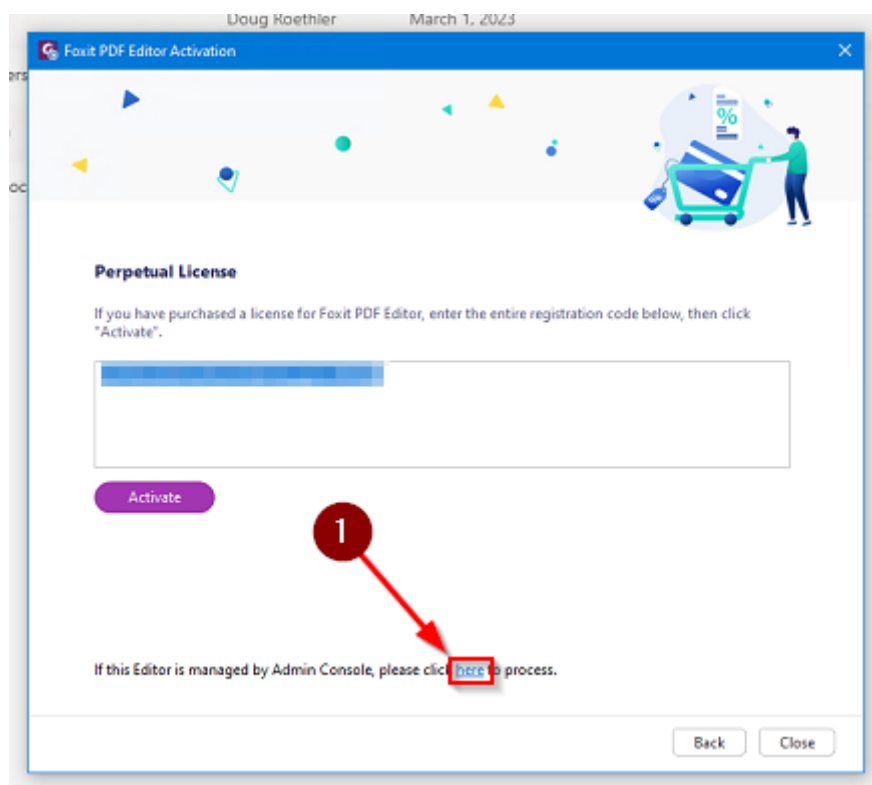 Doug Roethler March 1, 2023
Foxit PDF Editor Activation
ers
oc
%
%
Perpetual License
If you have purchased a license for Foxit PDF Editor, enter the entire registration code below, then click
"Activate".
Activate
1
If this Editor is managed by Admin Console, please click here to process.
Back Close